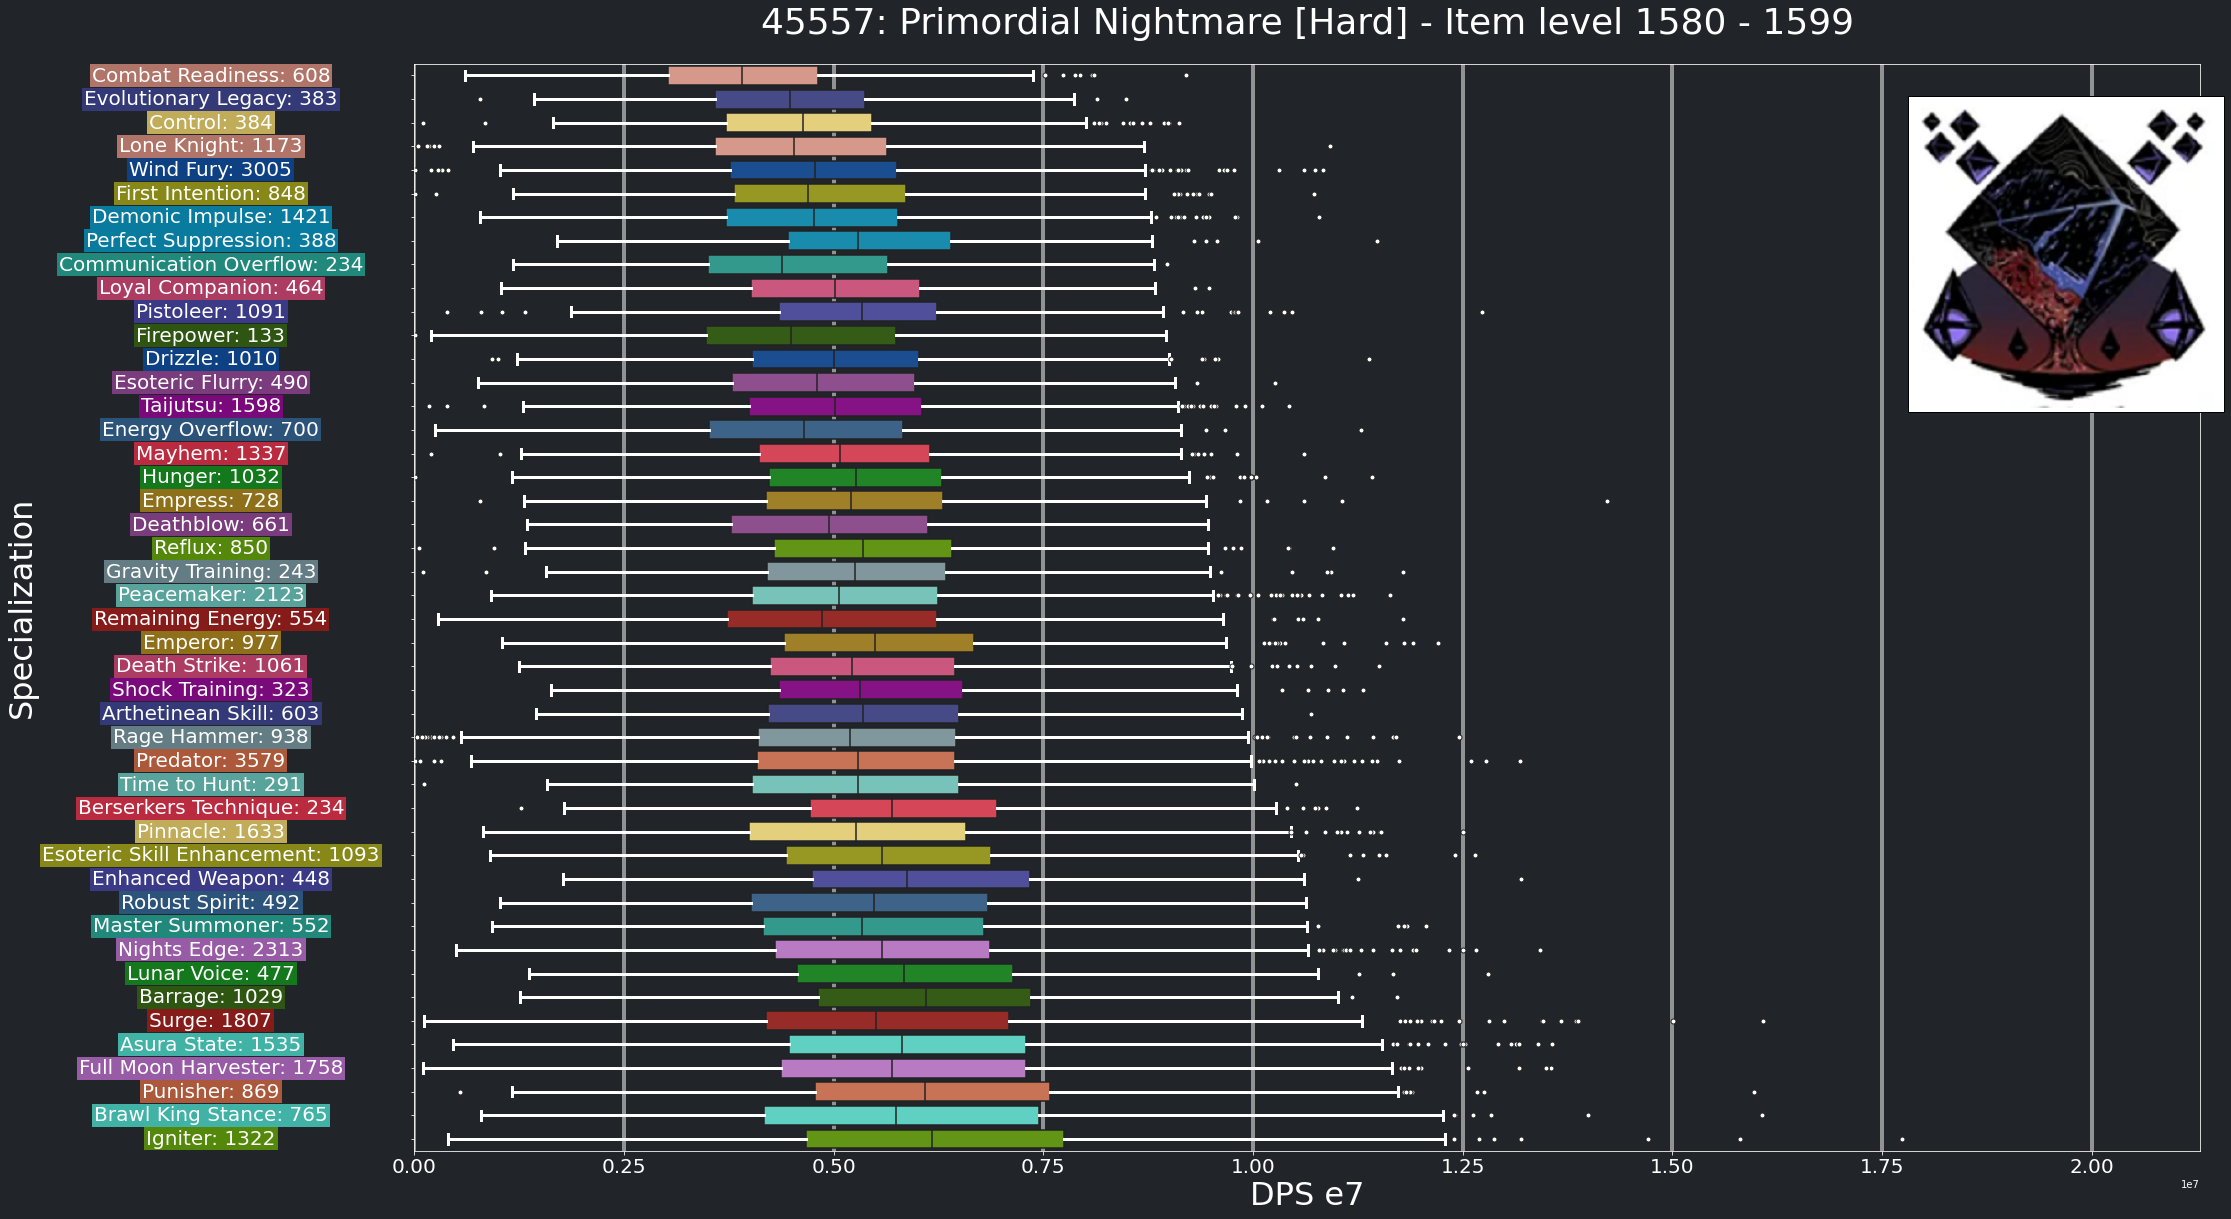 45557: Primordial Nightmare [Hard] - Item level 1580 - 1599
Combat Readiness: 608
Evolutionary Legacy: 383
Control: 384
Lone Knight: 1173
Wind Fury: 3005
First Intention: 848
Demonic Impulse: 1421
Perfect Suppression: 388
Communication Overflow: 234
Loyal Companion: 464
Pistoleer: 1091
Firepower: 133
Drizzle: 1010
Esoteric Flurry: 490
Taijutsu: 1598
Energy Overflow: 700
Mayhem: 1337
Hunger: 1032
Empress: 728
Deathblow: 661
Reflux: 850
Gravity Training: 243
Peacemaker: 2123
Remaining Energy: 554
Emperor: 977
Death Strike: 1061
Shock Training: 323
Arthetinean Skill: 603
Rage Hammer: 938
Predator: 3579
Time to Hunt: 291
Berserkers Technique: 234
Pinnacle: 1633
Esoteric Skill Enhancement: 1093
Enhanced Weapon: 448
Robust Spirit: 492
Master Summoner: 552
Nights Edge: 2313
Lunar Voice: 477
Barrage: 1029
Surge: 1807
Asura State: 1535
Full Moon Harvester: 1758
Punisher: 869
Brawl King Stance: 765
Igniter: 1322
Specialization
0.00 0.25 0.50 0.75 1.00 1.25 1.50 1.75 2.00
1e7
DPS e7